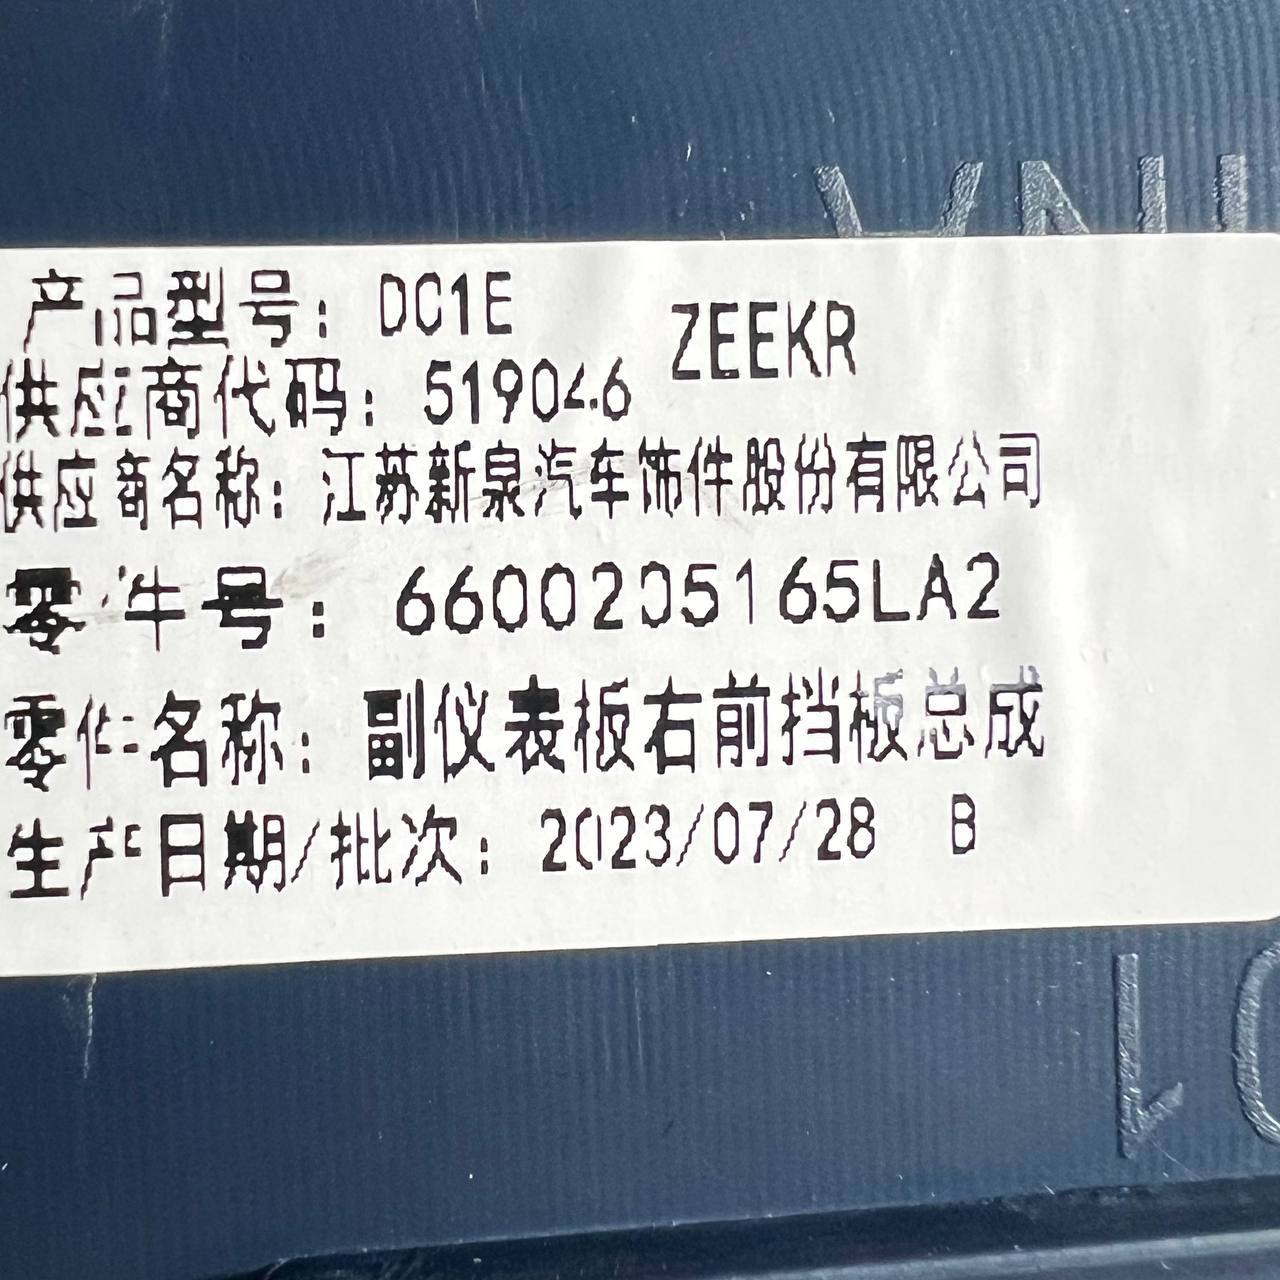 产品型号：DC1E
ZEEKR
供应商代码：519046
供应商名称：江苏新泉汽车饰件股份有限公司
零件号：6600205165LA2
零件名称：副仪表板右前挡板总成
生产日期/批次：2023/07/28 B